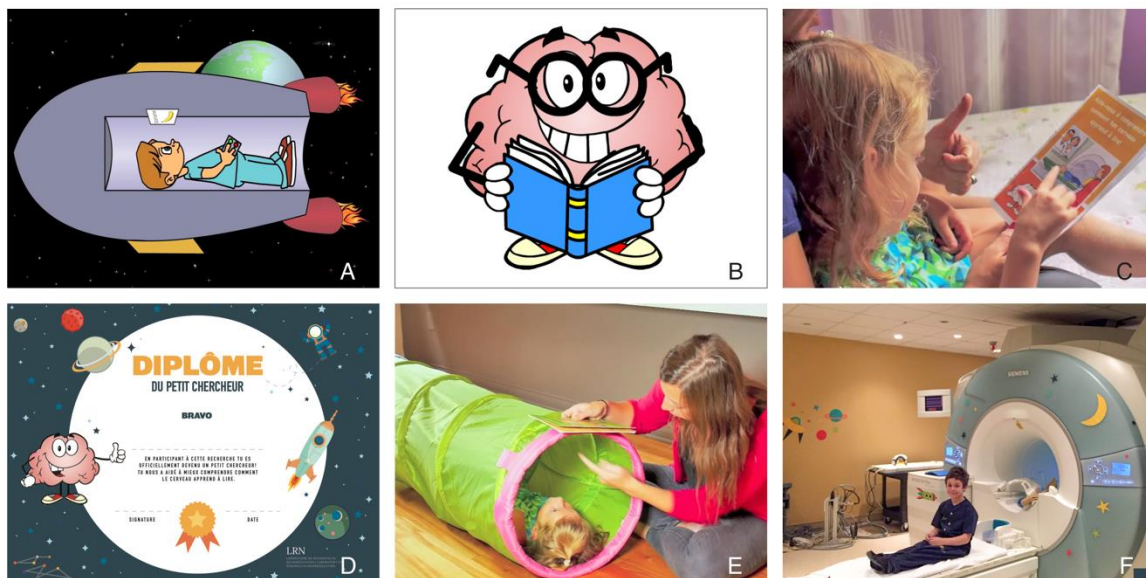 A
B
C
DIPLÔME
DU PETIT CHERCHEUR
BRAVO
EN PARTICIPANT À CETTE RECHERCHE TU ES
OFFICIELLEMENT DEVENU UN PETIT CHERCHEUR!
TU NOUS A AIDÉ À MIEUX COMPRENDRE COMMENT
LE CERVEAU APPREND À LIRE.
SIGNATURE DATE
LRN
D
E
SIEMENS
F